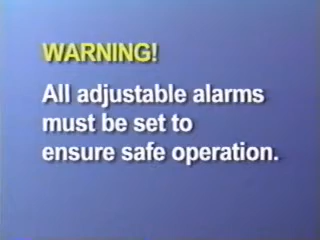 WARNING!
All adjustable alarms
must be set to
ensure safe operation.